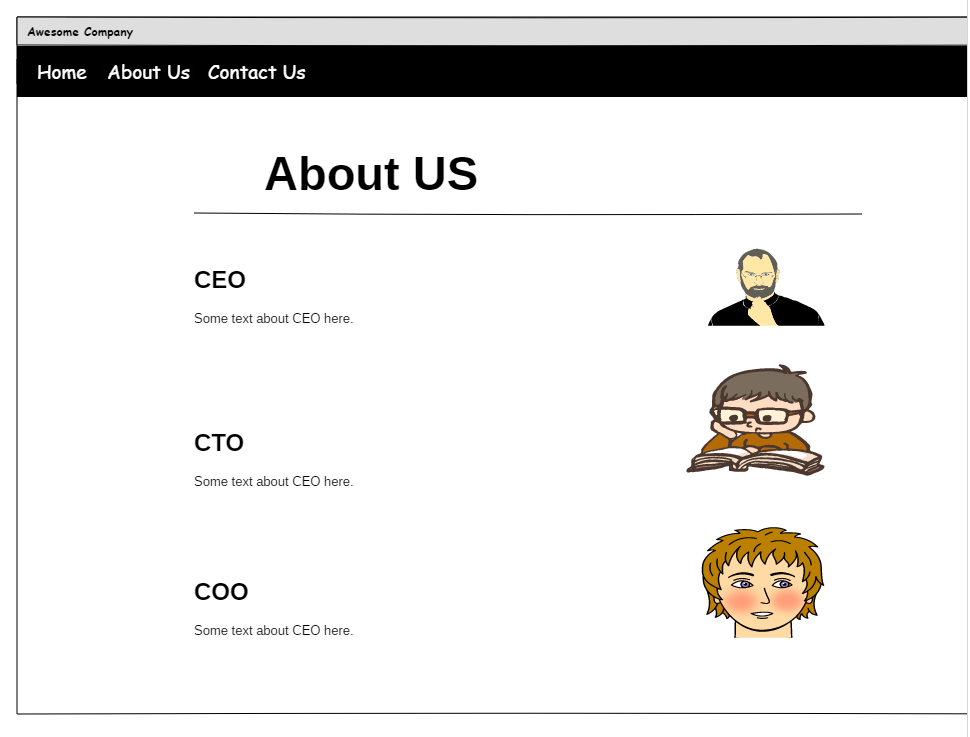 Awesome Company
Home About Us Contact Us
About US
CEO
Some text about CEO here.
CTO
Some text about CEO here.
COO
Some text about CEO here.